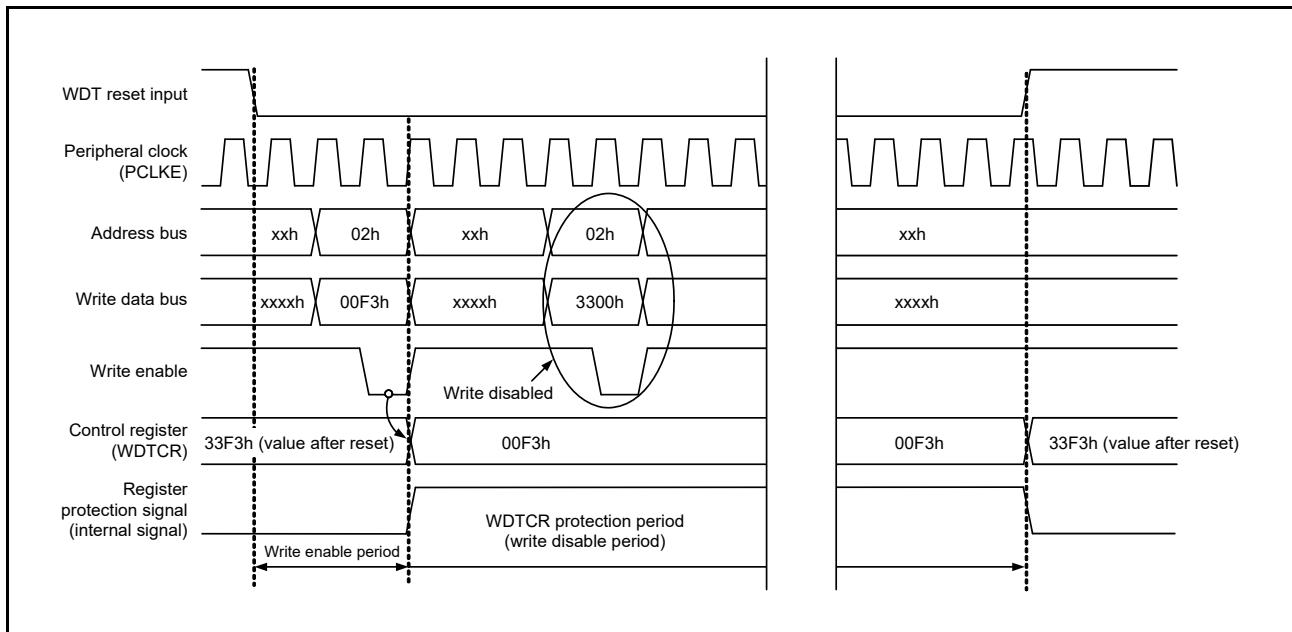 WDT reset input
Peripheral clock
(PCLKE)
Address bus
xxh
02h
xxh
02h
xxh
Write data bus
xxxxh
00F3h
xxxxh
3300h
xxxxh
Write enable
Write disabled
Control register
(WDTCR)
33F3h (value after reset)
00F3h
00F3h
33F3h (value after reset)
Register
protection signal
(internal signal)
WDTCR protection period
(write disable period)
Write enable period